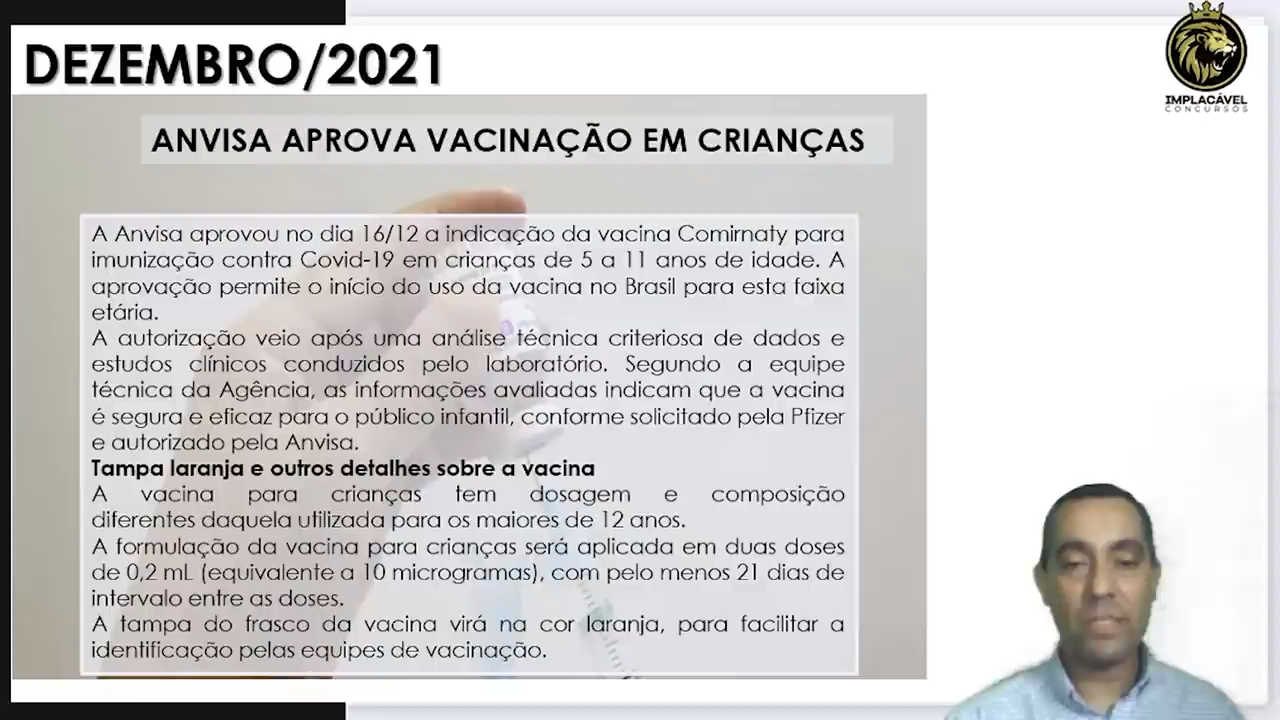 DEZEMBRO/2021
IMPLACÁVEL
CONCURSOS
ANVISA APROVA VACINAÇÃO EM CRIANÇAS
A Anvisa aprovou no dia 16/12 a indicação da vacina Comirnaty para
imunização contra Covid-19 em crianças de 5 a 11 anos de idade. A
aprovação permite o início do uso da vacina no Brasil para esta faixa
etária.
A autorização veio após uma análise técnica criteriosa de dados e
estudos clínicos conduzidos pelo laboratório. Segundo a equipe
técnica da Agência, as informações avaliadas indicam que a vacina
é segura e eficaz para o público infantil, conforme solicitado pela Pfizer
e autorizado pela Anvisa.
Tampa laranja e outros detalhes sobre a vacina
A vacina para crianças tem dosagem e composição
diferentes daquela utilizada para os maiores de 12 anos.
A formulação da vacina para crianças será aplicada em duas doses
de 0,2 mL (equivalente a 10 microgramas), com pelo menos 21 dias de
intervalo entre as doses.
A tampa do frasco da vacina virá na cor laranja, para facilitar a
identificação pelas equipes de vacinação.